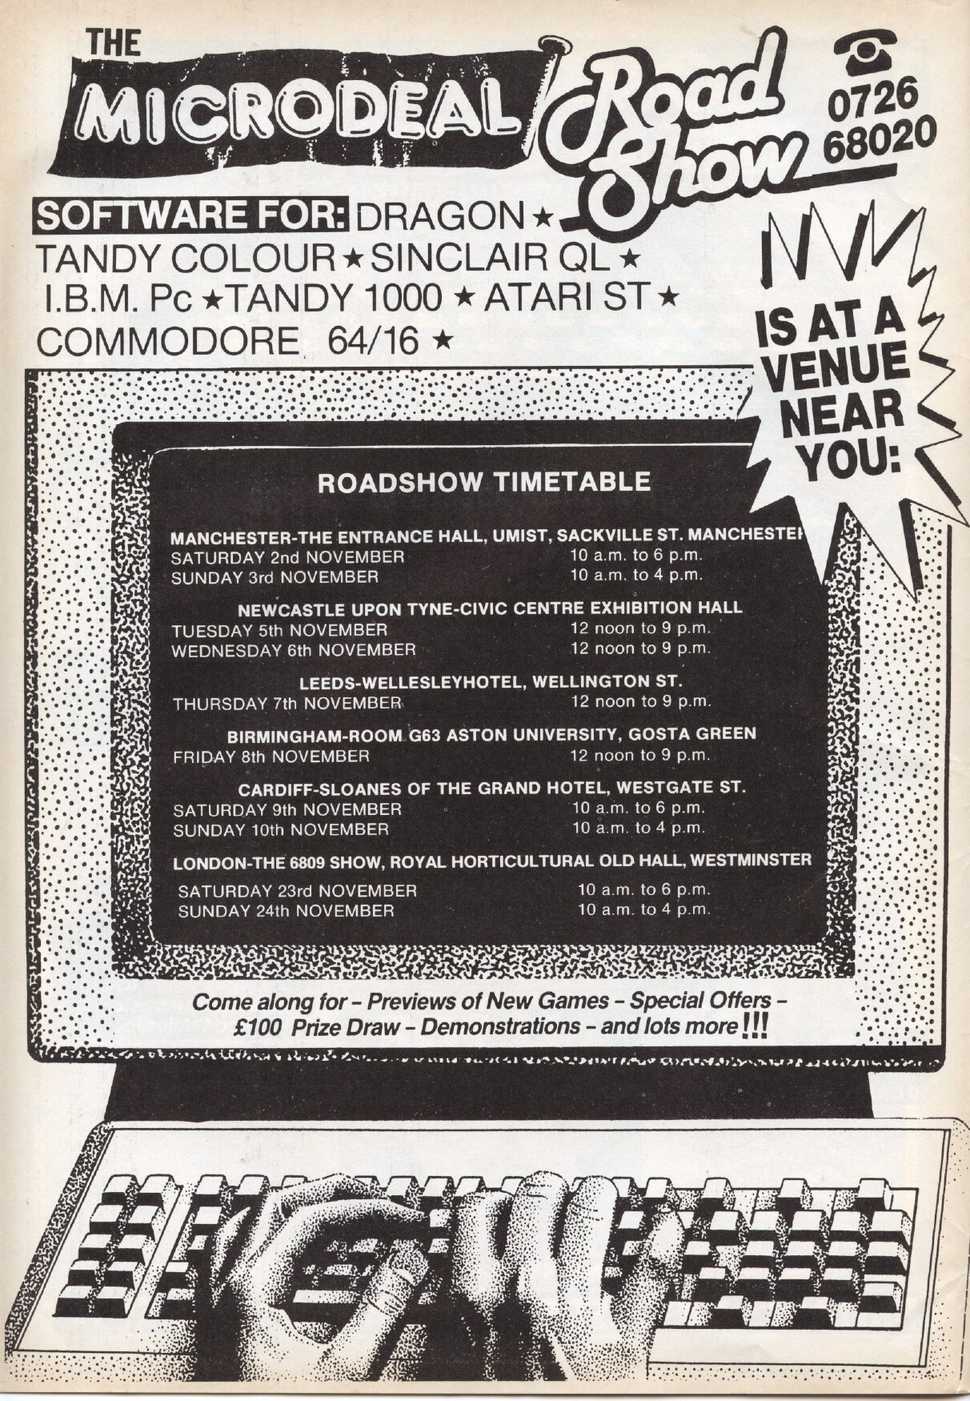 THE
MICRODEAL Road Show
0726
68020
SOFTWARE FOR: DRAGON ★
TANDY COLOUR ★ SINCLAIR QL ★
I.B.M. Pc ★ TANDY 1000 ★ ATARI ST ★
COMMODORE 64/16 ★
IS AT A
VENUE
NEAR
YOU:
ROADSHOW TIMETABLE
MANCHESTER-THE ENTRANCE HALL, UMIST, SACKVILLE ST. MANCHESTER
SATURDAY 2nd NOVEMBER 10 a.m. to 6 p.m.
SUNDAY 3rd NOVEMBER 10 a.m. to 4 p.m.
NEWCASTLE UPON TYNE-CIVIC CENTRE EXHIBITION HALL
TUESDAY 5th NOVEMBER 12 noon to 9 p.m.
WEDNESDAY 6th NOVEMBER 12 noon to 9 p.m.
LEEDS-WELLESLEYHOTEL, WELLINGTON ST.
THURSDAY 7th NOVEMBER 12 noon to 9 p.m.
BIRMINGHAM-ROOM G63 ASTON UNIVERSITY, GOSTA GREEN
FRIDAY 8th NOVEMBER 12 noon to 9 p.m.
CARDIFF-SLOANES OF THE GRAND HOTEL, WESTGATE ST.
SATURDAY 9th NOVEMBER 10 a.m. to 6 p.m.
SUNDAY 10th NOVEMBER 10 a.m. to 4 p.m.
LONDON-THE 6809 SHOW, ROYAL HORTICULTURAL OLD HALL, WESTMINSTER
SATURDAY 23rd NOVEMBER 10 a.m. to 6 p.m.
SUNDAY 24th NOVEMBER 10 a.m. to 4 p.m.
Come along for – Previews of New Games – Special Offers –
£100 Prize Draw – Demonstrations – and lots more !!!